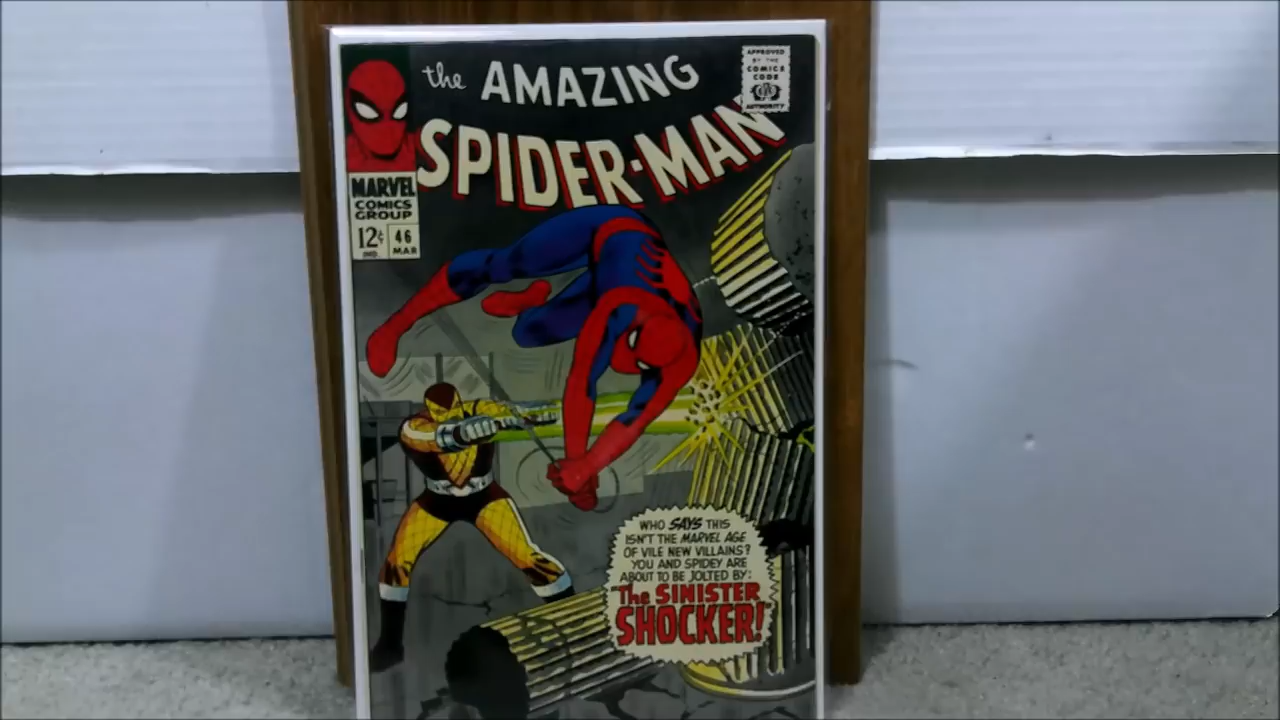 the AMAZING
SPIDER-MAN
APPROVED
BY THE
COMICS
CODE
AUTHORITY
MARVEL
COMICS
GROUP
12¢ 46
IND. MAR
WHO SAYS THIS
ISN'T THE MARVEL AGE
OF VILE NEW VILLAINS?
YOU AND SPIDEY ARE
ABOUT TO BE JOLTED BY:
"The SINISTER
SHOCKER!"